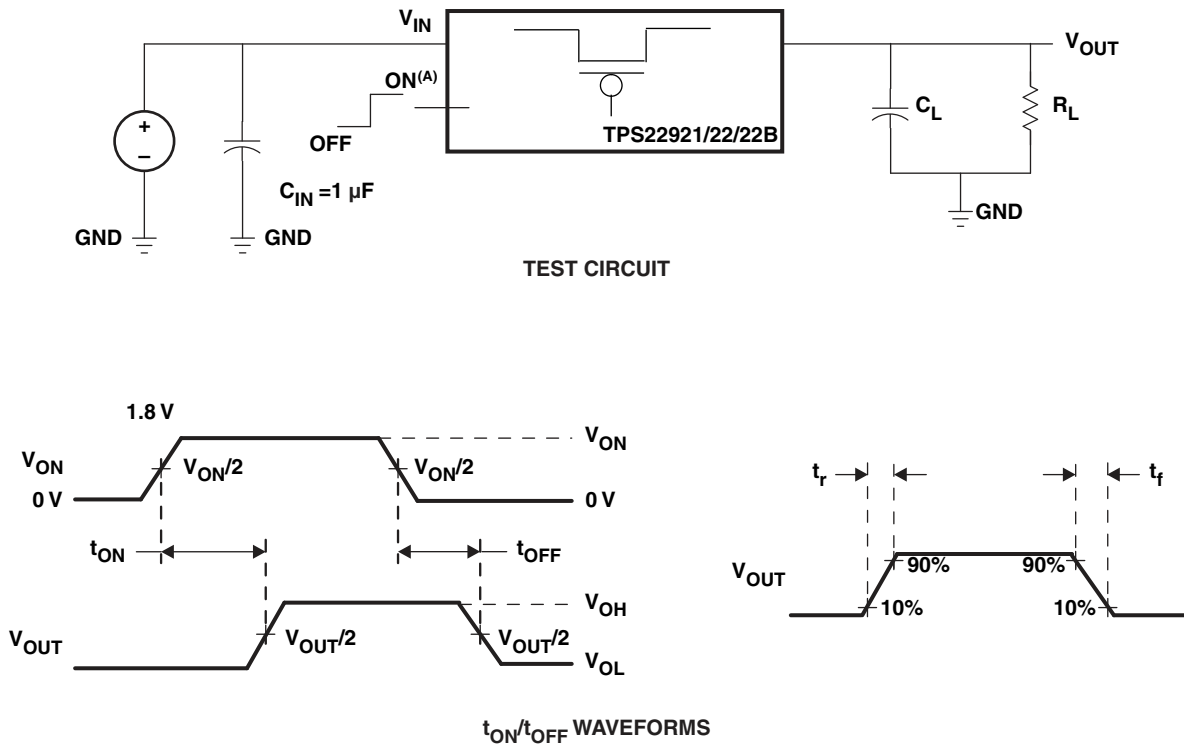 V_IN
V_OUT
ON(A)
+
–
OFF
TPS22921/22/22B
C_L
R_L
C_IN =1 µF
GND
GND
GND
TEST CIRCUIT
1.8 V
V_ON
V_ON
V_ON/2
V_ON/2
0 V
0 V
t_ON
t_OFF
V_OUT
V_OUT/2
V_OUT/2
V_OH
V_OL
t_r
t_f
V_OUT
90%
90%
10%
10%
t_ON/t_OFF WAVEFORMS